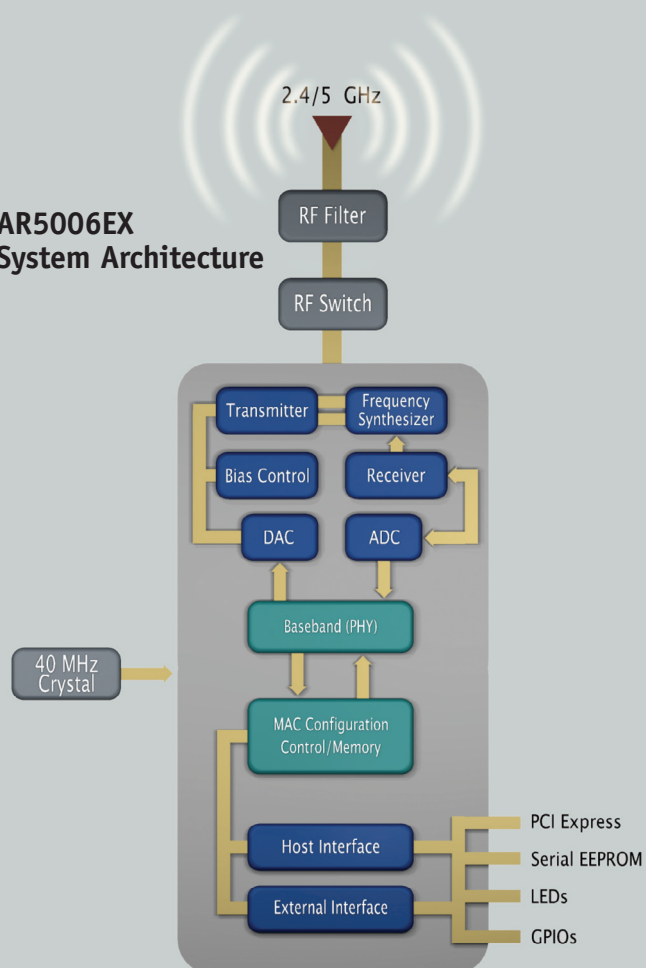 2.4/5 GHz
RF Filter
AR5006EX
System Architecture
RF Switch
Transmitter
Frequency
Synthesizer
Bias Control
Receiver
DAC
ADC
Baseband (PHY)
40 MHz
Crystal
MAC Configuration
Control/Memory
Host Interface
External Interface
PCI Express
Serial EEPROM
LEDs
GPIOs